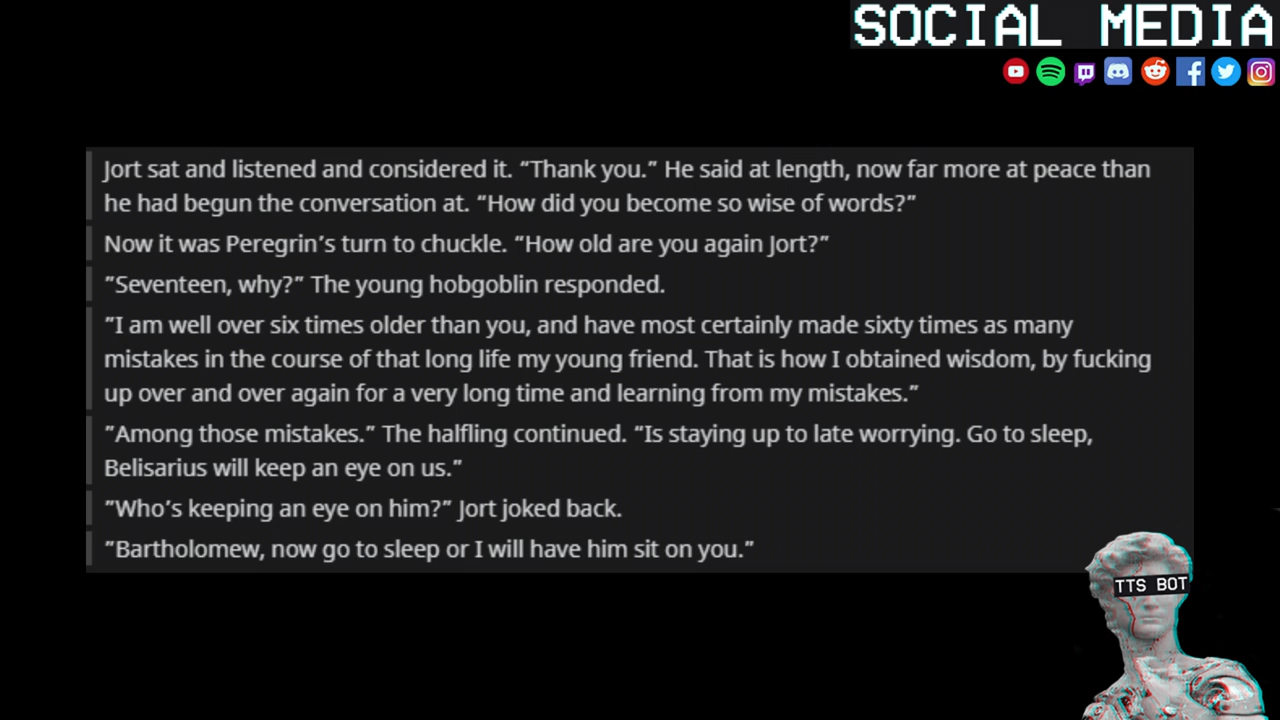 SOCIAL MEDIA
Jort sat and listened and considered it. “Thank you.” He said at length, now far more at peace than
he had begun the conversation at. “How did you become so wise of words?”
Now it was Peregrin’s turn to chuckle. “How old are you again Jort?”
”Seventeen, why?” The young hobgoblin responded.
”I am well over six times older than you, and have most certainly made sixty times as many
mistakes in the course of that long life my young friend. That is how I obtained wisdom, by fucking
up over and over again for a very long time and learning from my mistakes.”
”Among those mistakes.” The halfling continued. “Is staying up to late worrying. Go to sleep,
Belisarius will keep an eye on us.”
”Who’s keeping an eye on him?” Jort joked back.
”Bartholomew, now go to sleep or I will have him sit on you.”
TTS BOT